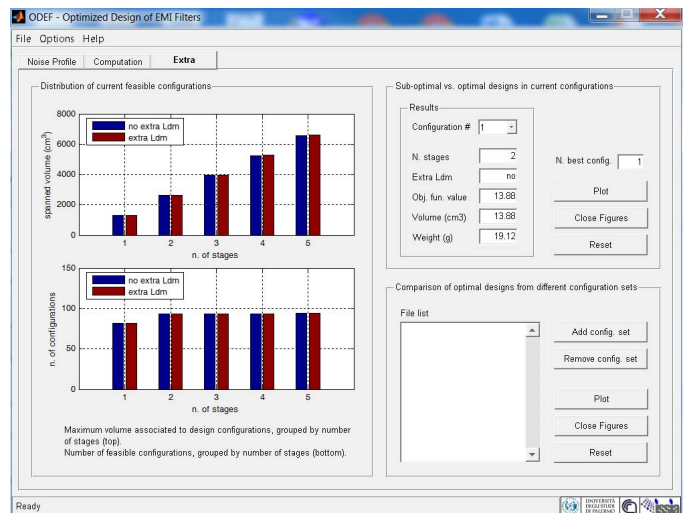 ODEF - Optimized Design of EMI Filters
File Options Help
Noise Profile Computation Extra
Distribution of current feasible configurations
8000
6000
4000
2000
0
spanned volume (cm3)
no extra Ldm
extra Ldm
1 2 3 4 5
n. of stages
150
100
50
0
n. of configurations
no extra Ldm
extra Ldm
1 2 3 4 5
n. of stages
Maximum volume associated to design configurations, grouped by number
of stages (top).
Number of feasible configurations, grouped by number of stages (bottom).
Sub-optimal vs. optimal designs in current configurations
Results
Configuration # 1
N. stages 2
Extra Ldm no
Obj. fun. value 13.88
Volume (cm3) 13.88
Weight (g) 19.12
N. best config. 1
Plot
Close Figures
Reset
Comparison of optimal designs from different configuration sets
File list
Add config. set
Remove config. set
Plot
Close Figures
Reset
Ready
UNIVERSITÀ
DEGLI STUDI
DI PALERMO
issia